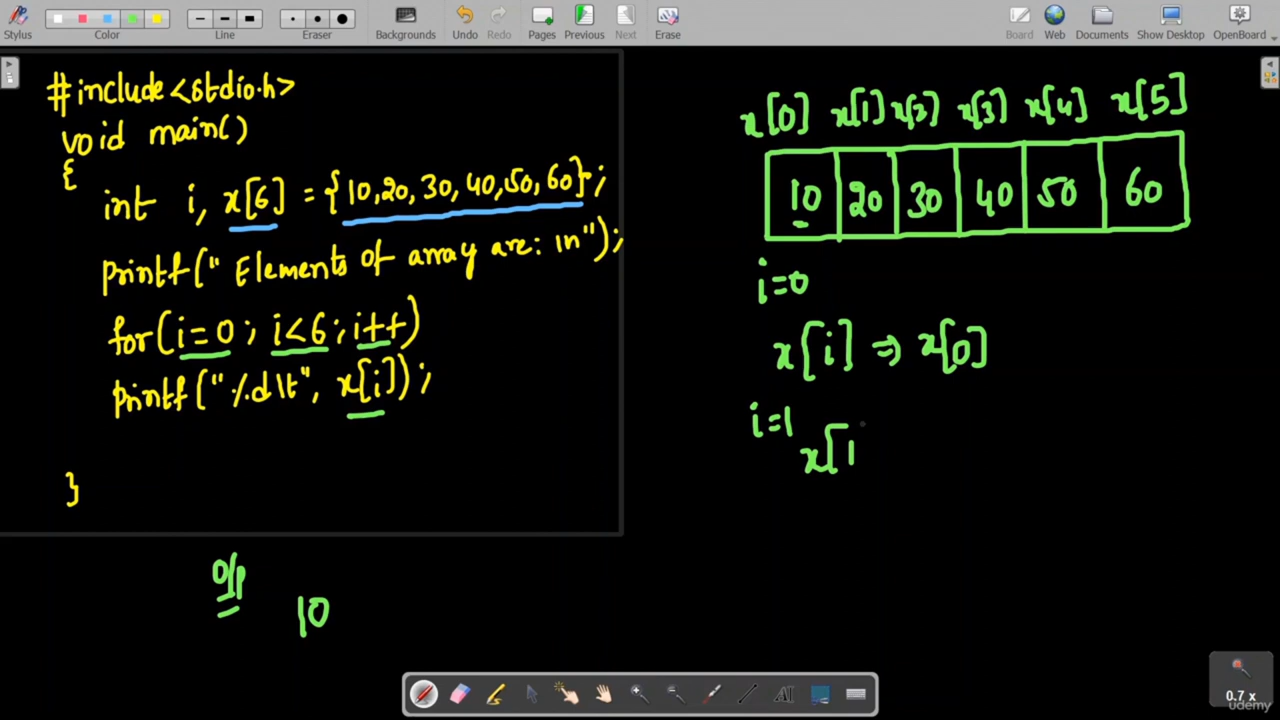 Stylus
Color
Line
Eraser
Backgrounds
Undo
Redo
Pages
Previous
Next
Erase
Board
Web
Documents
Show Desktop
OpenBoard
#include<stdio.h>
void main()
{
int i, x[6] = {10,20,30,40,50,60};
printf(" Elements of array are: \n");
for(i=0; i<6; i++)
printf("%d\t", x[i]);
}
o/p
10
x[0] x[1] x[2] x[3] x[4] x[5]
10 20 30 40 50 60
i=0
x[i] ⇒ x[0]
i=1
x[1
AI
0.7 x
udemy